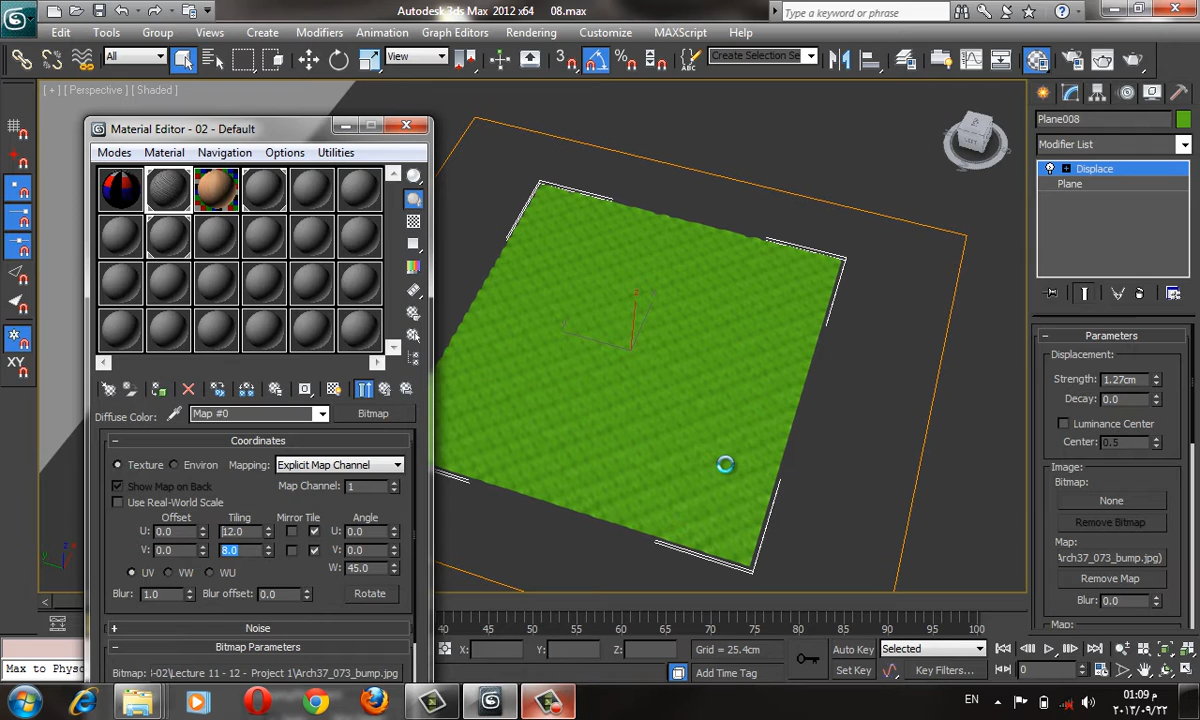 Autodesk 3ds Max 2012 x64 08.max
Type a keyword or phrase
Edit Tools Group Views Create Modifiers Animation Graph Editors Rendering Customize MAXScript Help
All View 3 Create Selection Se
[ + ] [ Perspective ] [ Shaded ]
Material Editor - 02 - Default
Modes Material Navigation Options Utilities
Diffuse Color: Map #0 Bitmap
Coordinates
Texture Environ Mapping: Explicit Map Channel
Show Map on Back Map Channel: 1
Use Real-World Scale
Offset Tiling Mirror Tile Angle
U: 0.0 12.0 U: 0.0
V: 0.0 8.0 V: 0.0
UV VW WU W: 45.0
Blur: 1.0 Blur offset: 0.0 Rotate
Noise
Bitmap Parameters
Bitmap: i-02\Lecture 11 - 12 - Project 1\Arch37_073_bump.jpg
XY
Plane008
Modifier List
Displace
Plane
Parameters
Displacement:
Strength: 1.27cm
Decay: 0.0
Luminance Center
Center: 0.5
Image:
Bitmap:
None
Remove Bitmap
Map:
Arch37_073_bump.jpg)
Remove Map
Blur: 0.0
Map:
40 45 50 55 60 65 70 75 80 85 90 95 100
X: Y: Z: Grid = 25.4cm Auto Key Selected
Add Time Tag Set Key Key Filters... 0
Max to Physc
EN
01:09 م
٢٠١٣/٠٩/٢٢